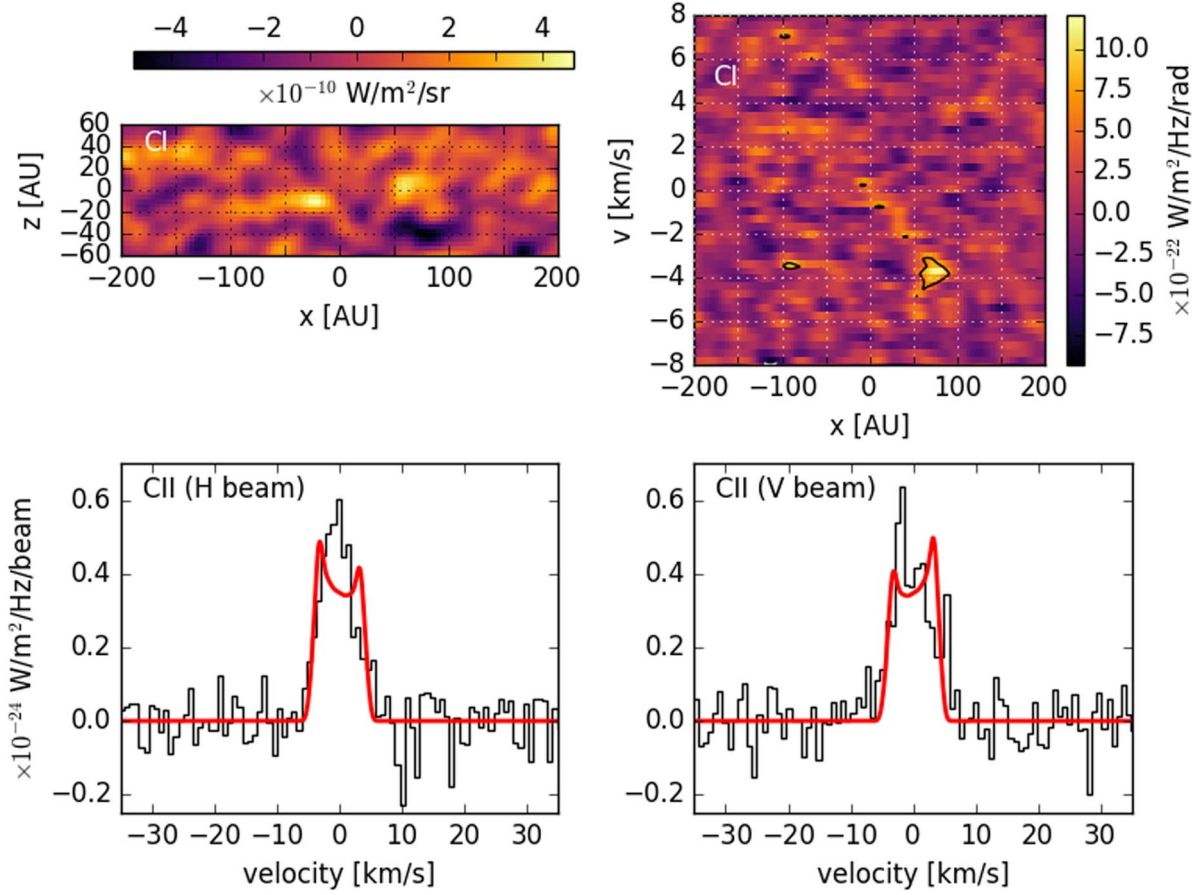 −4 −2 0 2 4
×10⁻¹⁰ W/m²/sr
CI
60
40
20
0
−20
−40
−60
z [AU]
−200 −100 0 100 200
x [AU]
CI
8
6
4
2
0
−2
−4
−6
−8
v [km/s]
−200 −100 0 100 200
x [AU]
10.0
7.5
5.0
2.5
0.0
−2.5
−5.0
−7.5
×10⁻²² W/m²/Hz/rad
CII (H beam)
0.6
0.4
0.2
0.0
−0.2
×10⁻²⁴ W/m²/Hz/beam
−30 −20 −10 0 10 20 30
velocity [km/s]
CII (V beam)
0.6
0.4
0.2
0.0
−0.2
−30 −20 −10 0 10 20 30
velocity [km/s]